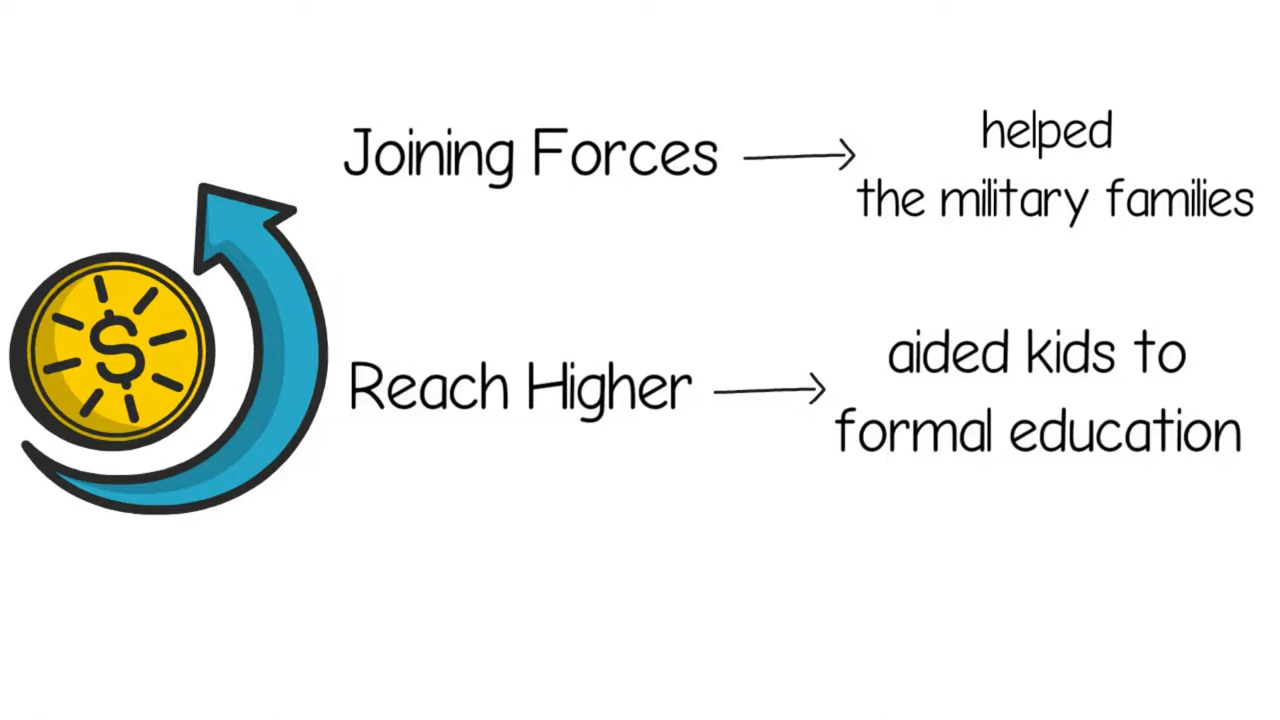 Joining Forces
helped
the military families
Reach Higher
aided kids to
formal education
$